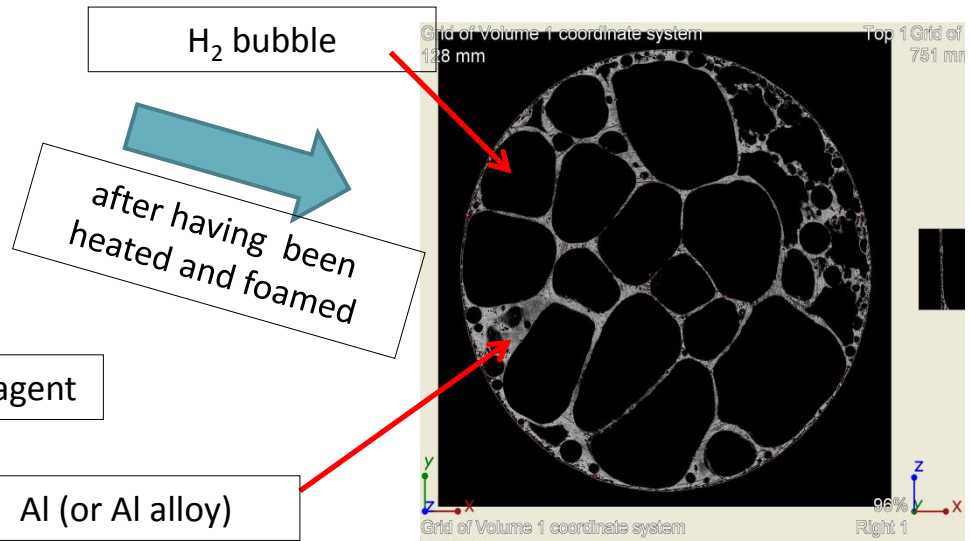 H₂ bubble
after having been
heated and foamed
agent
Al (or Al alloy)
Grid of Volume 1 coordinate system
Top 1
128 mm
Grid of
751 mm
y
z
x
96%
Grid of Volume 1 coordinate system
Right 1
z
y
x